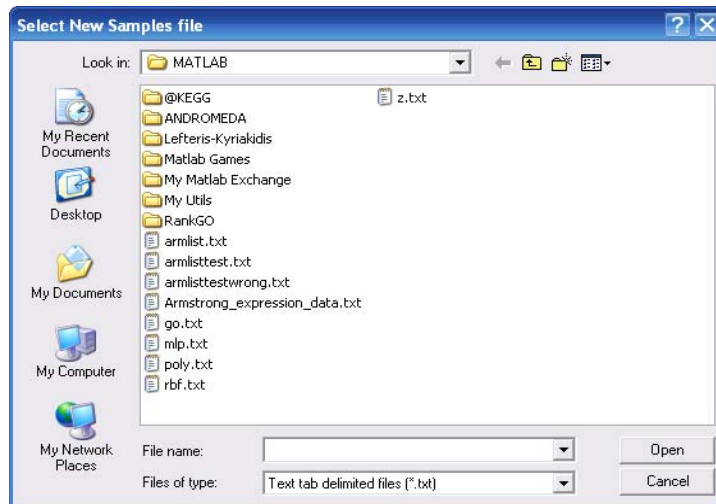 Select New Samples file
Look in: MATLAB
My Recent Documents
Desktop
My Documents
My Computer
My Network Places
@KEGG
ANDROMEDA
Lefteris-Kyriakidis
Matlab Games
My Matlab Exchange
My Utils
RankGO
armlist.txt
armlisttest.txt
armlisttestwrong.txt
Armstrong_expression_data.txt
go.txt
mlp.txt
poly.txt
rbf.txt
z.txt
File name:
Open
Files of type: Text tab delimited files (*.txt)
Cancel